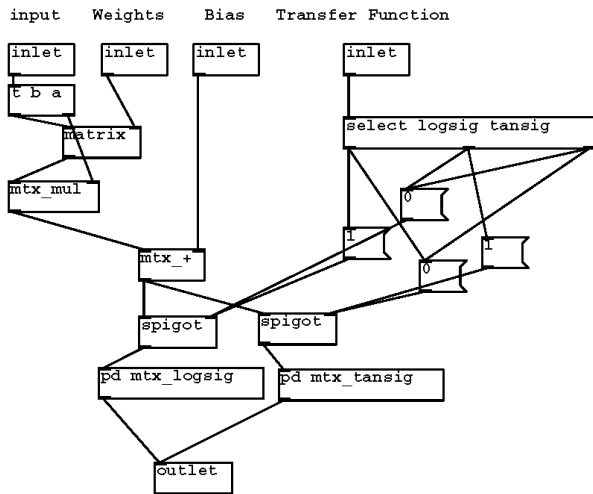 input Weights Bias Transfer Function
inlet inlet inlet inlet
t b a
matrix
select logsig tansig
mtx_mul
0
1
1
mtx_+
0
spigot spigot
pd mtx_logsig pd mtx_tansig
outlet